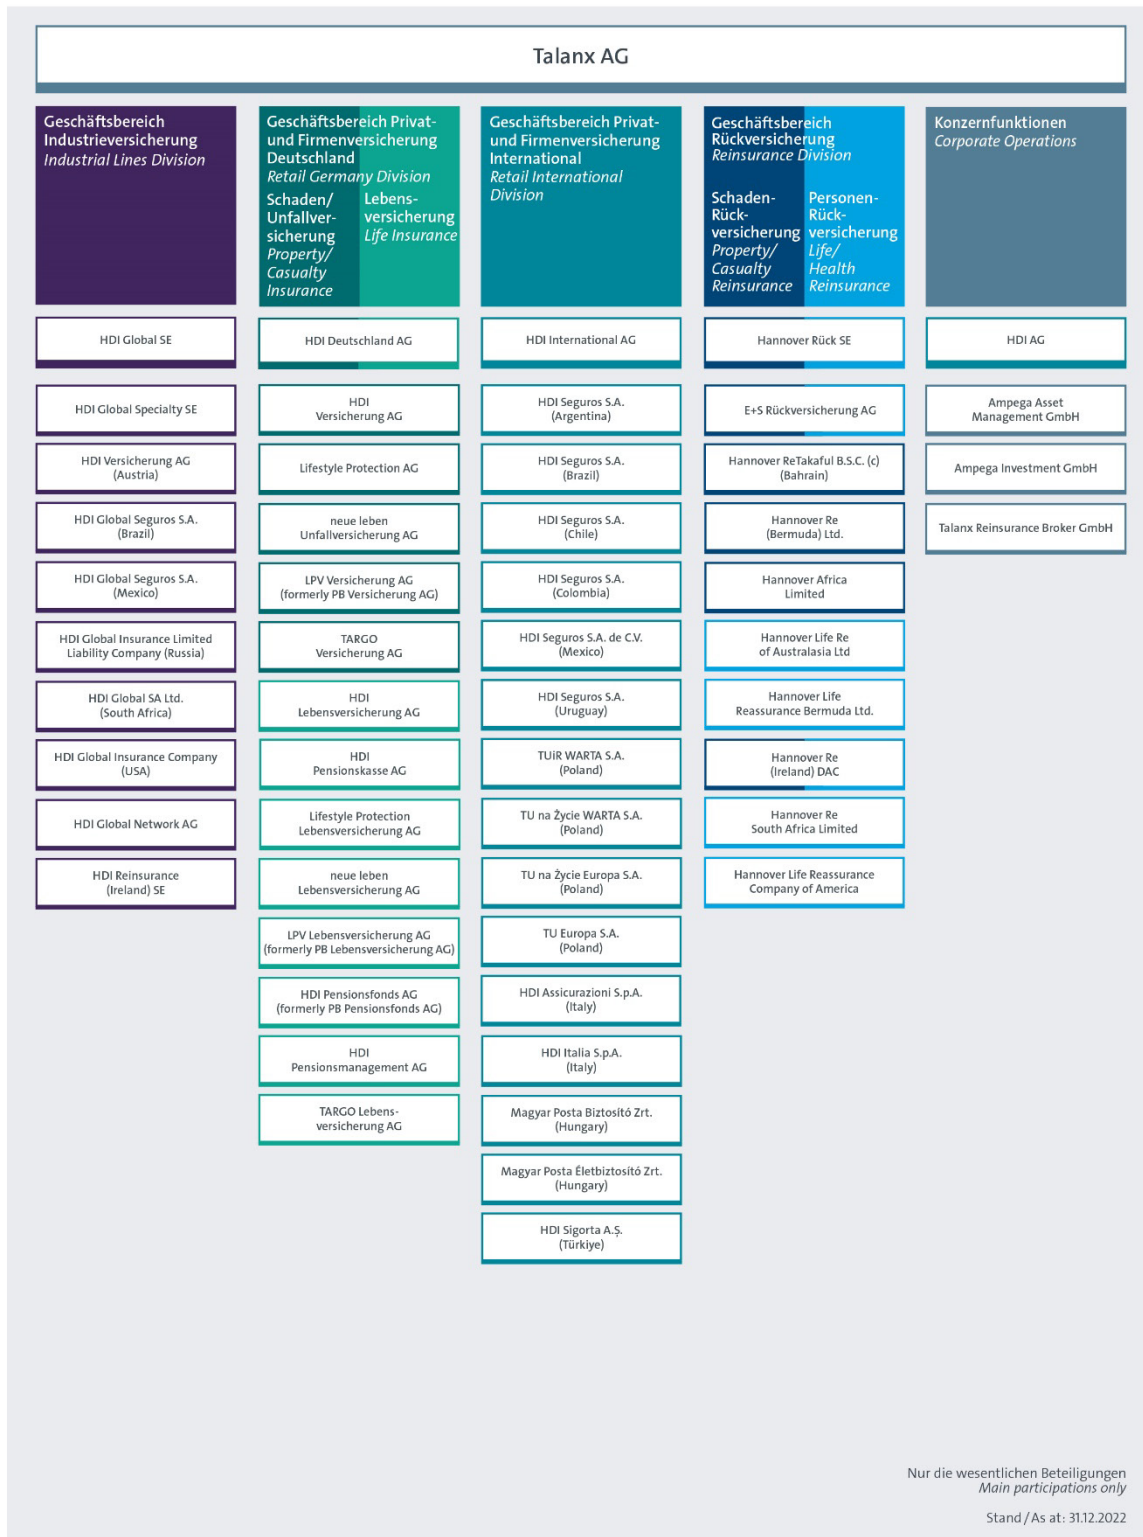 Talanx AG
Geschäftsbereich
Industrieversicherung
Industrial Lines Division
Geschäftsbereich Privat-
und Firmenversicherung
Deutschland
Retail Germany Division
Schaden/
Unfallver-
sicherung
Property/
Casualty
Insurance
Lebens-
versicherung
Life Insurance
Geschäftsbereich Privat-
und Firmenversicherung
International
Retail International
Division
Geschäftsbereich
Rückversicherung
Reinsurance Division
Schaden-
Rück-
versicherung
Property/
Casualty
Reinsurance
Personen-
Rück-
versicherung
Life/
Health
Reinsurance
Konzernfunktionen
Corporate Operations
HDI Global SE
HDI Global Specialty SE
HDI Versicherung AG
(Austria)
HDI Global Seguros S.A.
(Brazil)
HDI Global Seguros S.A.
(Mexico)
HDI Global Insurance Limited
Liability Company (Russia)
HDI Global SA Ltd.
(South Africa)
HDI Global Insurance Company
(USA)
HDI Global Network AG
HDI Reinsurance
(Ireland) SE
HDI Deutschland AG
HDI
Versicherung AG
Lifestyle Protection AG
neue leben
Unfallversicherung AG
LPV Versicherung AG
(formerly PB Versicherung AG)
TARGO
Versicherung AG
HDI
Lebensversicherung AG
HDI
Pensionskasse AG
Lifestyle Protection
Lebensversicherung AG
neue leben
Lebensversicherung AG
LPV Lebensversicherung AG
(formerly PB Lebensversicherung AG)
HDI Pensionsfonds AG
(formerly PB Pensionsfonds AG)
HDI
Pensionsmanagement AG
TARGO Lebens-
versicherung AG
HDI International AG
HDI Seguros S.A.
(Argentina)
HDI Seguros S.A.
(Brazil)
HDI Seguros S.A.
(Chile)
HDI Seguros S.A.
(Colombia)
HDI Seguros S.A. de C.V.
(Mexico)
HDI Seguros S.A.
(Uruguay)
TUiR WARTA S.A.
(Poland)
TU na Życie WARTA S.A.
(Poland)
TU na Życie Europa S.A.
(Poland)
TU Europa S.A.
(Poland)
HDI Assicurazioni S.p.A.
(Italy)
HDI Italia S.p.A.
(Italy)
Magyar Posta Biztosító Zrt.
(Hungary)
Magyar Posta Életbiztosító Zrt.
(Hungary)
HDI Sigorta A.Ş.
(Türkiye)
Hannover Rück SE
E+S Rückversicherung AG
Hannover ReTakaful B.S.C. (c)
(Bahrain)
Hannover Re
(Bermuda) Ltd.
Hannover Africa
Limited
Hannover Life Re
of Australasia Ltd
Hannover Life
Reassurance Bermuda Ltd.
Hannover Re
(Ireland) DAC
Hannover Re
South Africa Limited
Hannover Life Reassurance
Company of America
HDI AG
Ampega Asset
Management GmbH
Ampega Investment GmbH
Talanx Reinsurance Broker GmbH
Nur die wesentlichen Beteiligungen
Main participations only
Stand / As at: 31.12.2022